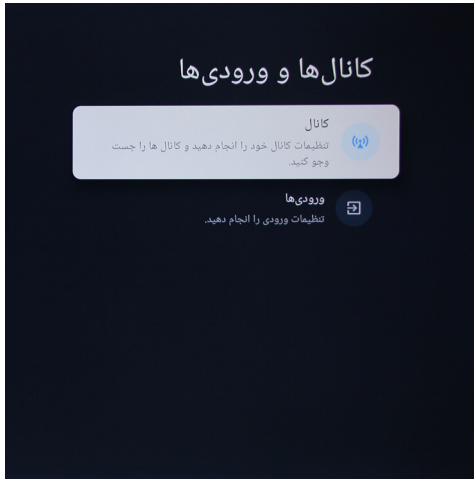 کانال‌ها و ورودی‌ها
کانال
تنظیمات کانال خود را انجام دهید و کانال ها را جست
وجو کنید.
ورودی‌ها
تنظیمات ورودی را انجام دهید.